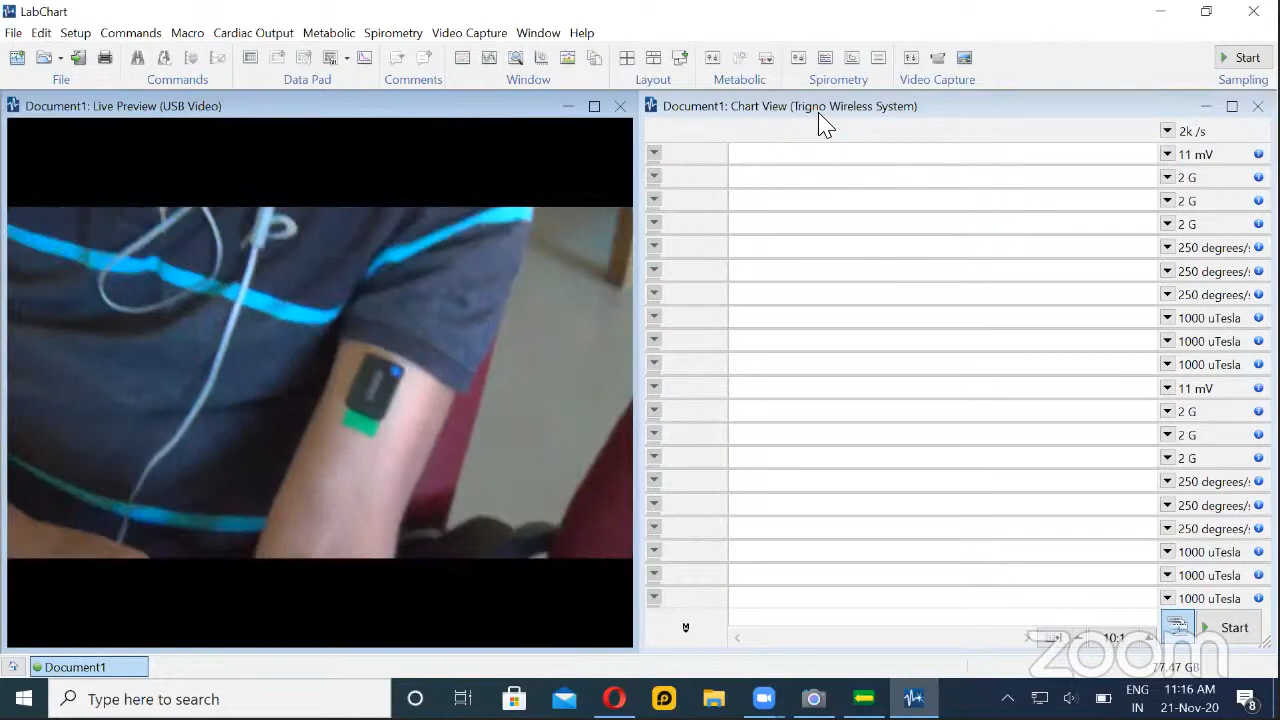 LabChart
File Edit Setup Commands Macro Cardiac Output Metabolic Spirometry Video Capture Window Help
Start
File Commands Data Pad Comments Window Layout Metabolic Spirometry Video Capture Sampling
Document1: Live Preview (USB Video)
Document1: Chart View (Trigno Wireless System)
2k /s
11 mV
2 G
2 G
2 G
250 degrees/
250 degrees/
250 degrees/
1000 uTesla
1000 uTesla
1000 uTesla
11 mV
2 G
2 G
2 G
250 degrees/
250 degrees/
250 degrees/
1000 uTesla
1000 uTesla
1000 uTesla
10:1 Start
zoom
Document1
77.47 GB
Type here to search
ENG
IN
11:16 AM
21-Nov-20
8